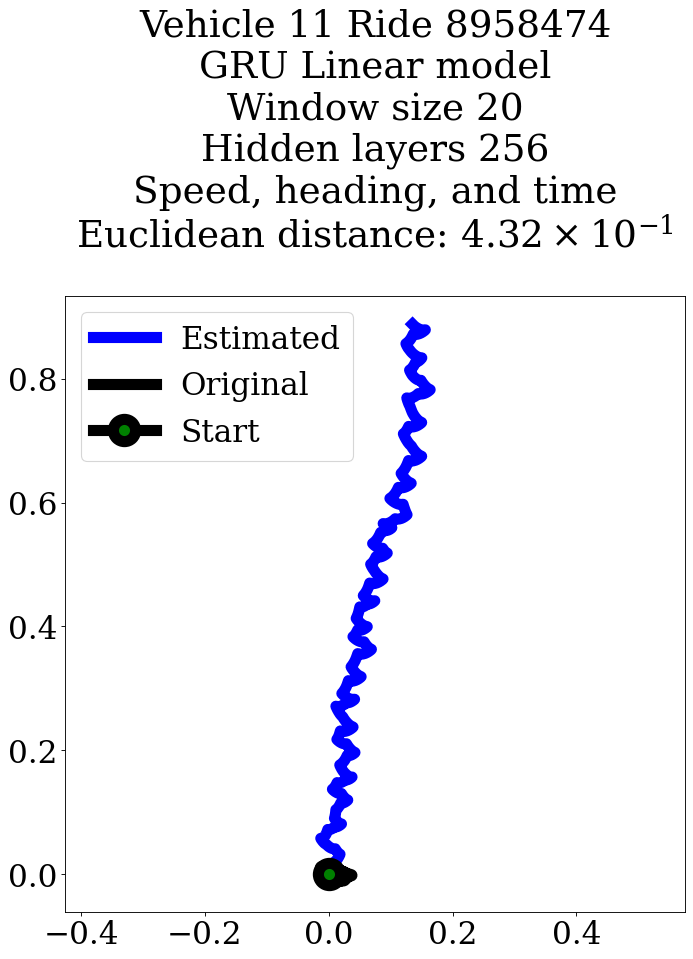 Vehicle 11 Ride 8958474
GRU Linear model
Window size 20
Hidden layers 256
Speed, heading, and time
Euclidean distance: 4.32 × 10⁻¹
Estimated
Original
Start
0.8
0.6
0.4
0.2
0.0
−0.4 −0.2 0.0 0.2 0.4